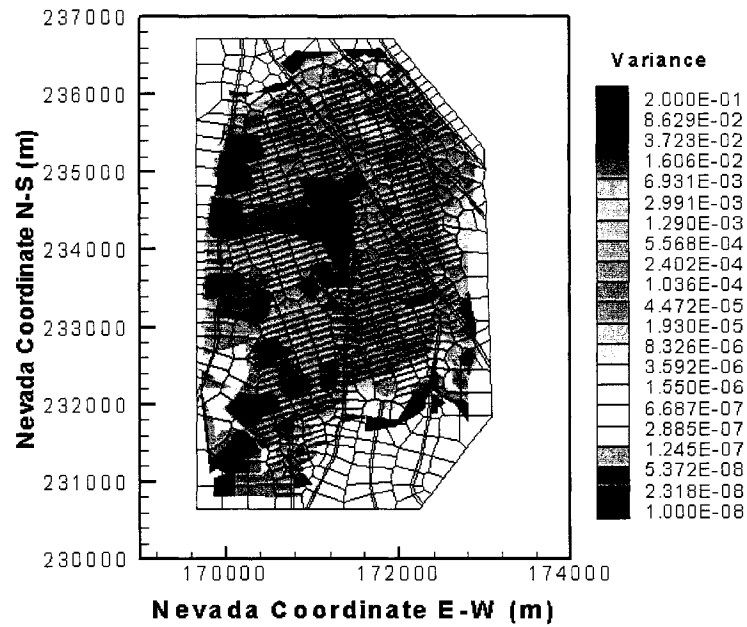 237000
236000
235000
234000
233000
232000
231000
230000
Nevada Coordinate N-S (m)
170000
172000
174000
Nevada Coordinate E-W (m)
Variance
2.000E-01
8.629E-02
3.723E-02
1.606E-02
6.931E-03
2.991E-03
1.290E-03
5.568E-04
2.402E-04
1.036E-04
4.472E-05
1.930E-05
8.326E-06
3.592E-06
1.550E-06
6.687E-07
2.885E-07
1.245E-07
5.372E-08
2.318E-08
1.000E-08